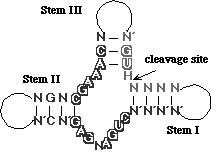 Stem III
N N´
C G
A U
A H
A
G
C
cleavage site
Stem II
N G N
N´ C N´
G A G N A G U C
N N N N
N´ N´ N´ N´
Stem I